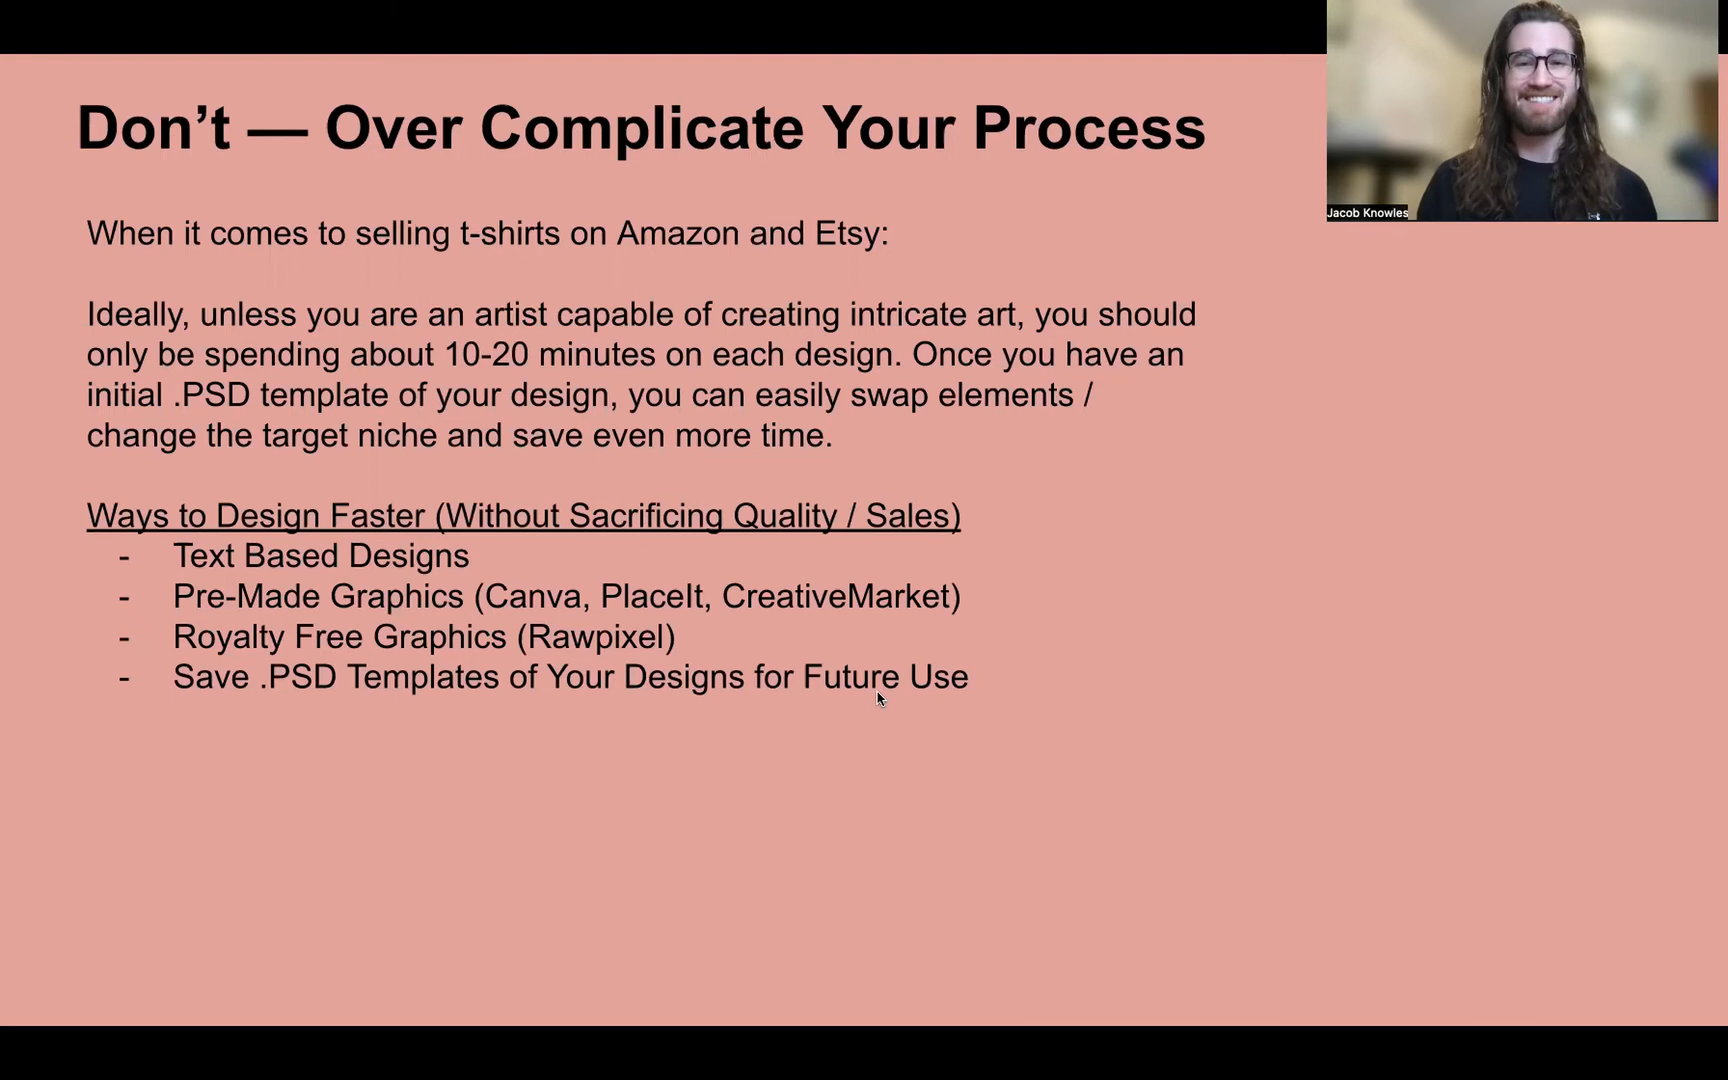 Don’t — Over Complicate Your Process
Jacob Knowles
When it comes to selling t-shirts on Amazon and Etsy:
Ideally, unless you are an artist capable of creating intricate art, you should
only be spending about 10-20 minutes on each design. Once you have an
initial .PSD template of your design, you can easily swap elements /
change the target niche and save even more time.
Ways to Design Faster (Without Sacrificing Quality / Sales)
- Text Based Designs
- Pre-Made Graphics (Canva, PlaceIt, CreativeMarket)
- Royalty Free Graphics (Rawpixel)
- Save .PSD Templates of Your Designs for Future Use